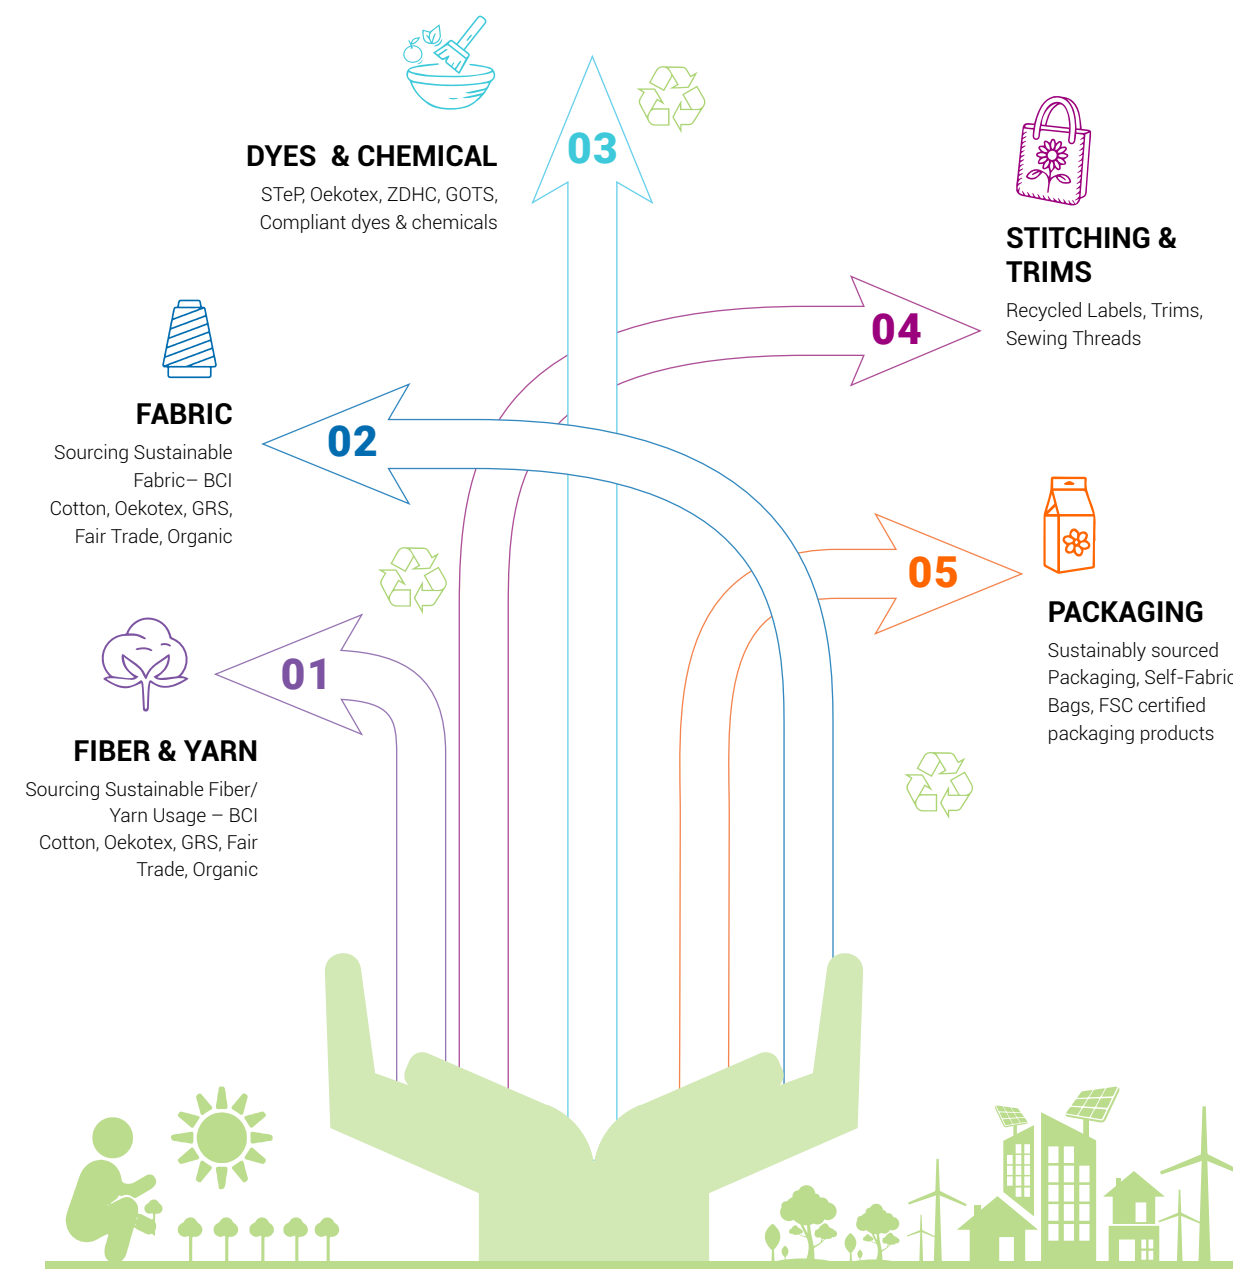 03
DYES & CHEMICAL
STeP, Oekotex, ZDHC, GOTS,
Compliant dyes & chemicals
04
STITCHING &
TRIMS
Recycled Labels, Trims,
Sewing Threads
02
FABRIC
Sourcing Sustainable
Fabric– BCI
Cotton, Oekotex, GRS,
Fair Trade, Organic
05
PACKAGING
Sustainably sourced
Packaging, Self-Fabric
Bags, FSC certified
packaging products
01
FIBER & YARN
Sourcing Sustainable Fiber/
Yarn Usage – BCI
Cotton, Oekotex, GRS, Fair
Trade, Organic